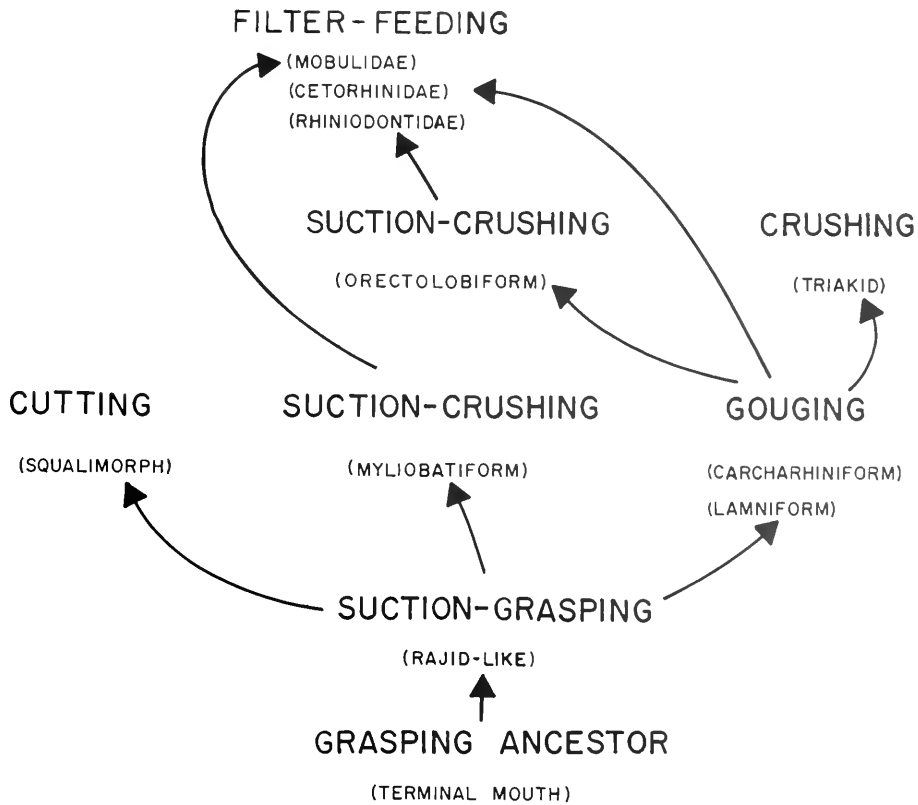 FILTER-FEEDING
(MOBULIDAE)
(CETORHINIDAE)
(RHINIODONTIDAE)
SUCTION-CRUSHING
(ORECTOLOBIFORM)
CRUSHING
(TRIAKID)
CUTTING
(SQUALIMORPH)
SUCTION-CRUSHING
(MYLIOBATIFORM)
GOUGING
(CARCHARHINIFORM)
(LAMNIFORM)
SUCTION-GRASPING
(RAJID-LIKE)
GRASPING ANCESTOR
(TERMINAL MOUTH)